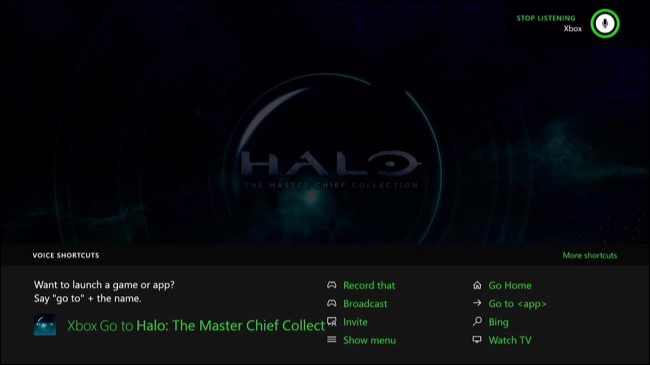 STOP LISTENING
Xbox
HALO
THE MASTER CHIEF COLLECTION
VOICE SHORTCUTS
More shortcuts
Want to launch a game or app?
Say "go to" + the name.
Xbox Go to Halo: The Master Chief Collect
Record that
Broadcast
Invite
Show menu
Go Home
Go to <app>
Bing
Watch TV